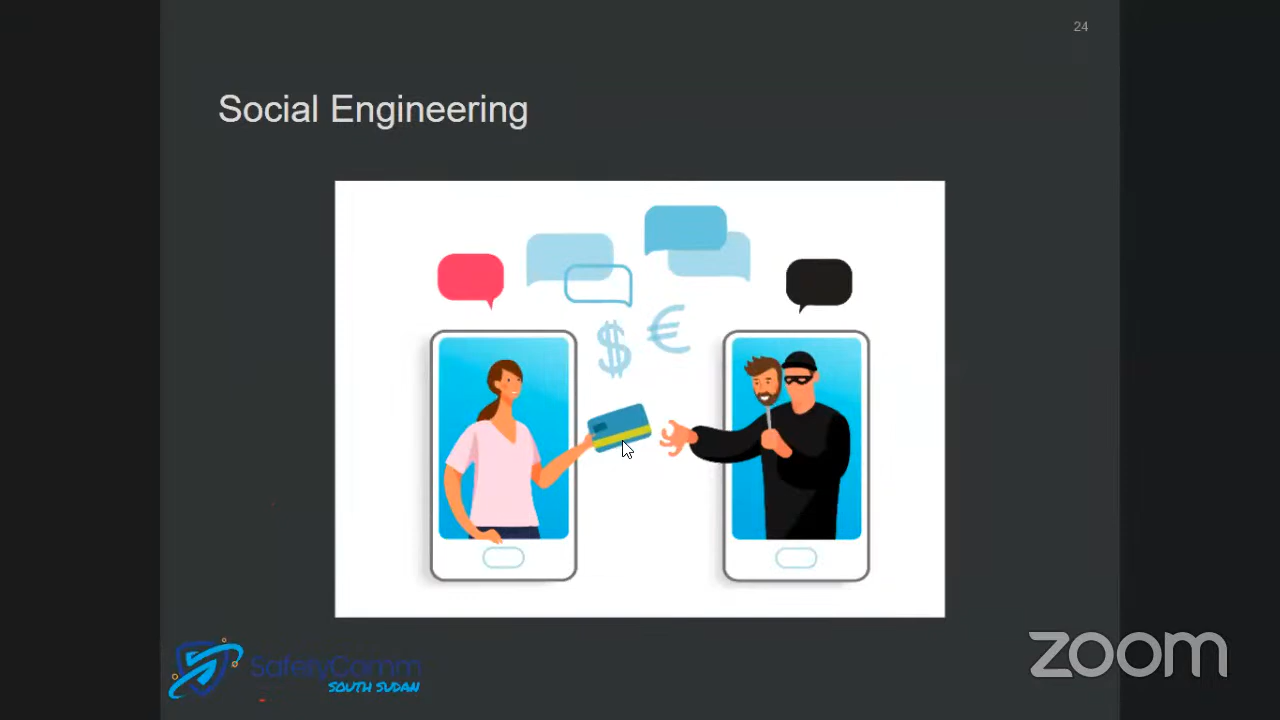 24
Social Engineering
$ €
SafetyComm
SOUTH SUDAN
zoom